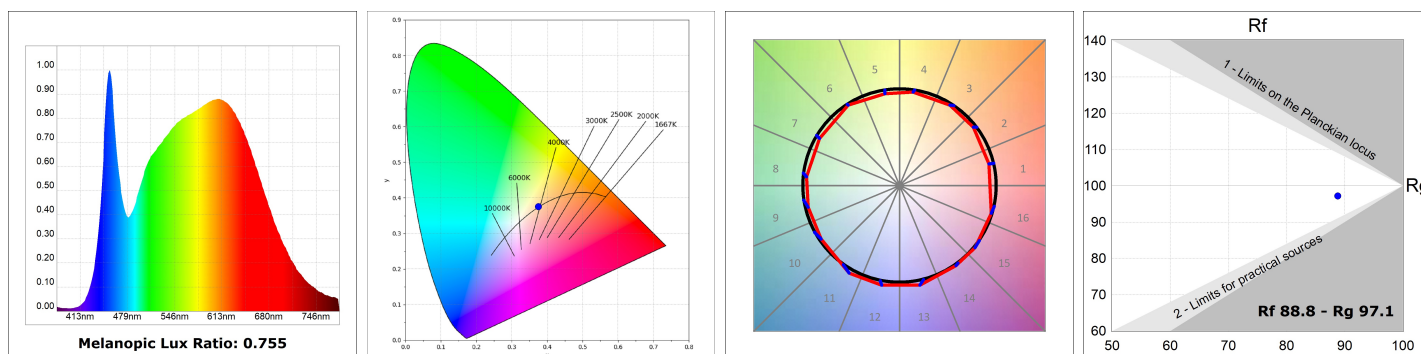 1.00
0.90
0.80
0.70
0.60
0.50
0.40
0.30
0.20
0.10
0.00
413nm 479nm 546nm 613nm 680nm 746nm
Melanopic Lux Ratio: 0.755
0.9
0.8
0.7
0.6
0.5
0.4
0.3
0.2
0.1
0.0
y
0.0 0.1 0.2 0.3 0.4 0.5 0.6 0.7 0.8
10000K
6000K
4000K
3000K
2500K
2000K
1667K
5 4
6 3
7 2
8 1
9 16
10 15
11 14
12 13
Rf
140
130
120
110
100
90
80
70
60
50 60 70 80 90 100
Rg
1 - Limits on the Planckian locus
2 - Limits for practical sources
Rf 88.8 - Rg 97.1